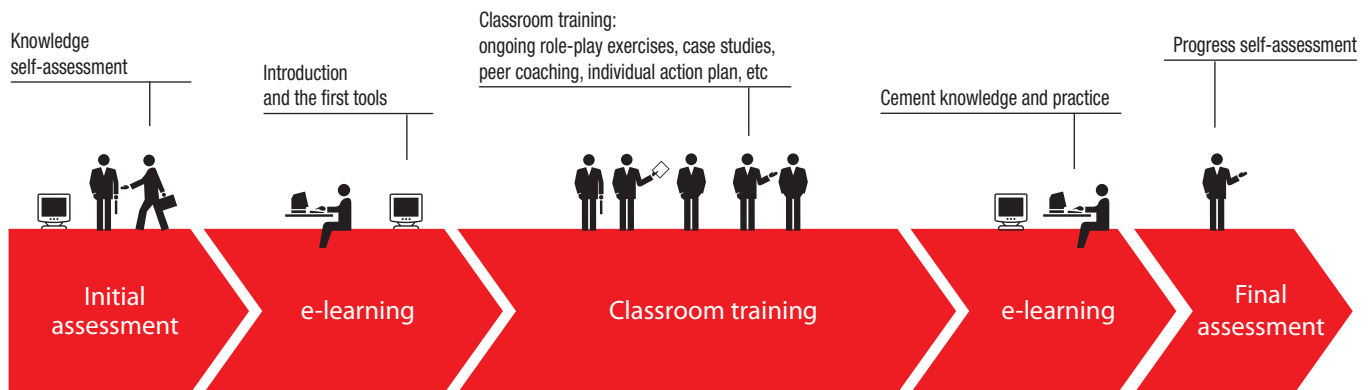 Knowledge
self-assessment
Introduction
and the first tools
Classroom training:
ongoing role-play exercises, case studies,
peer coaching, individual action plan, etc
Cement knowledge and practice
Progress self-assessment
Initial
assessment
e-learning
Classroom training
e-learning
Final
assessment